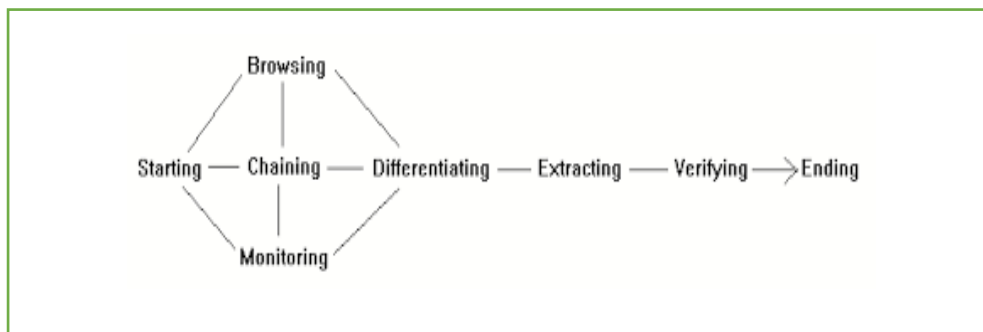 Browsing
Starting Chaining Differentiating Extracting Verifying Ending
Monitoring